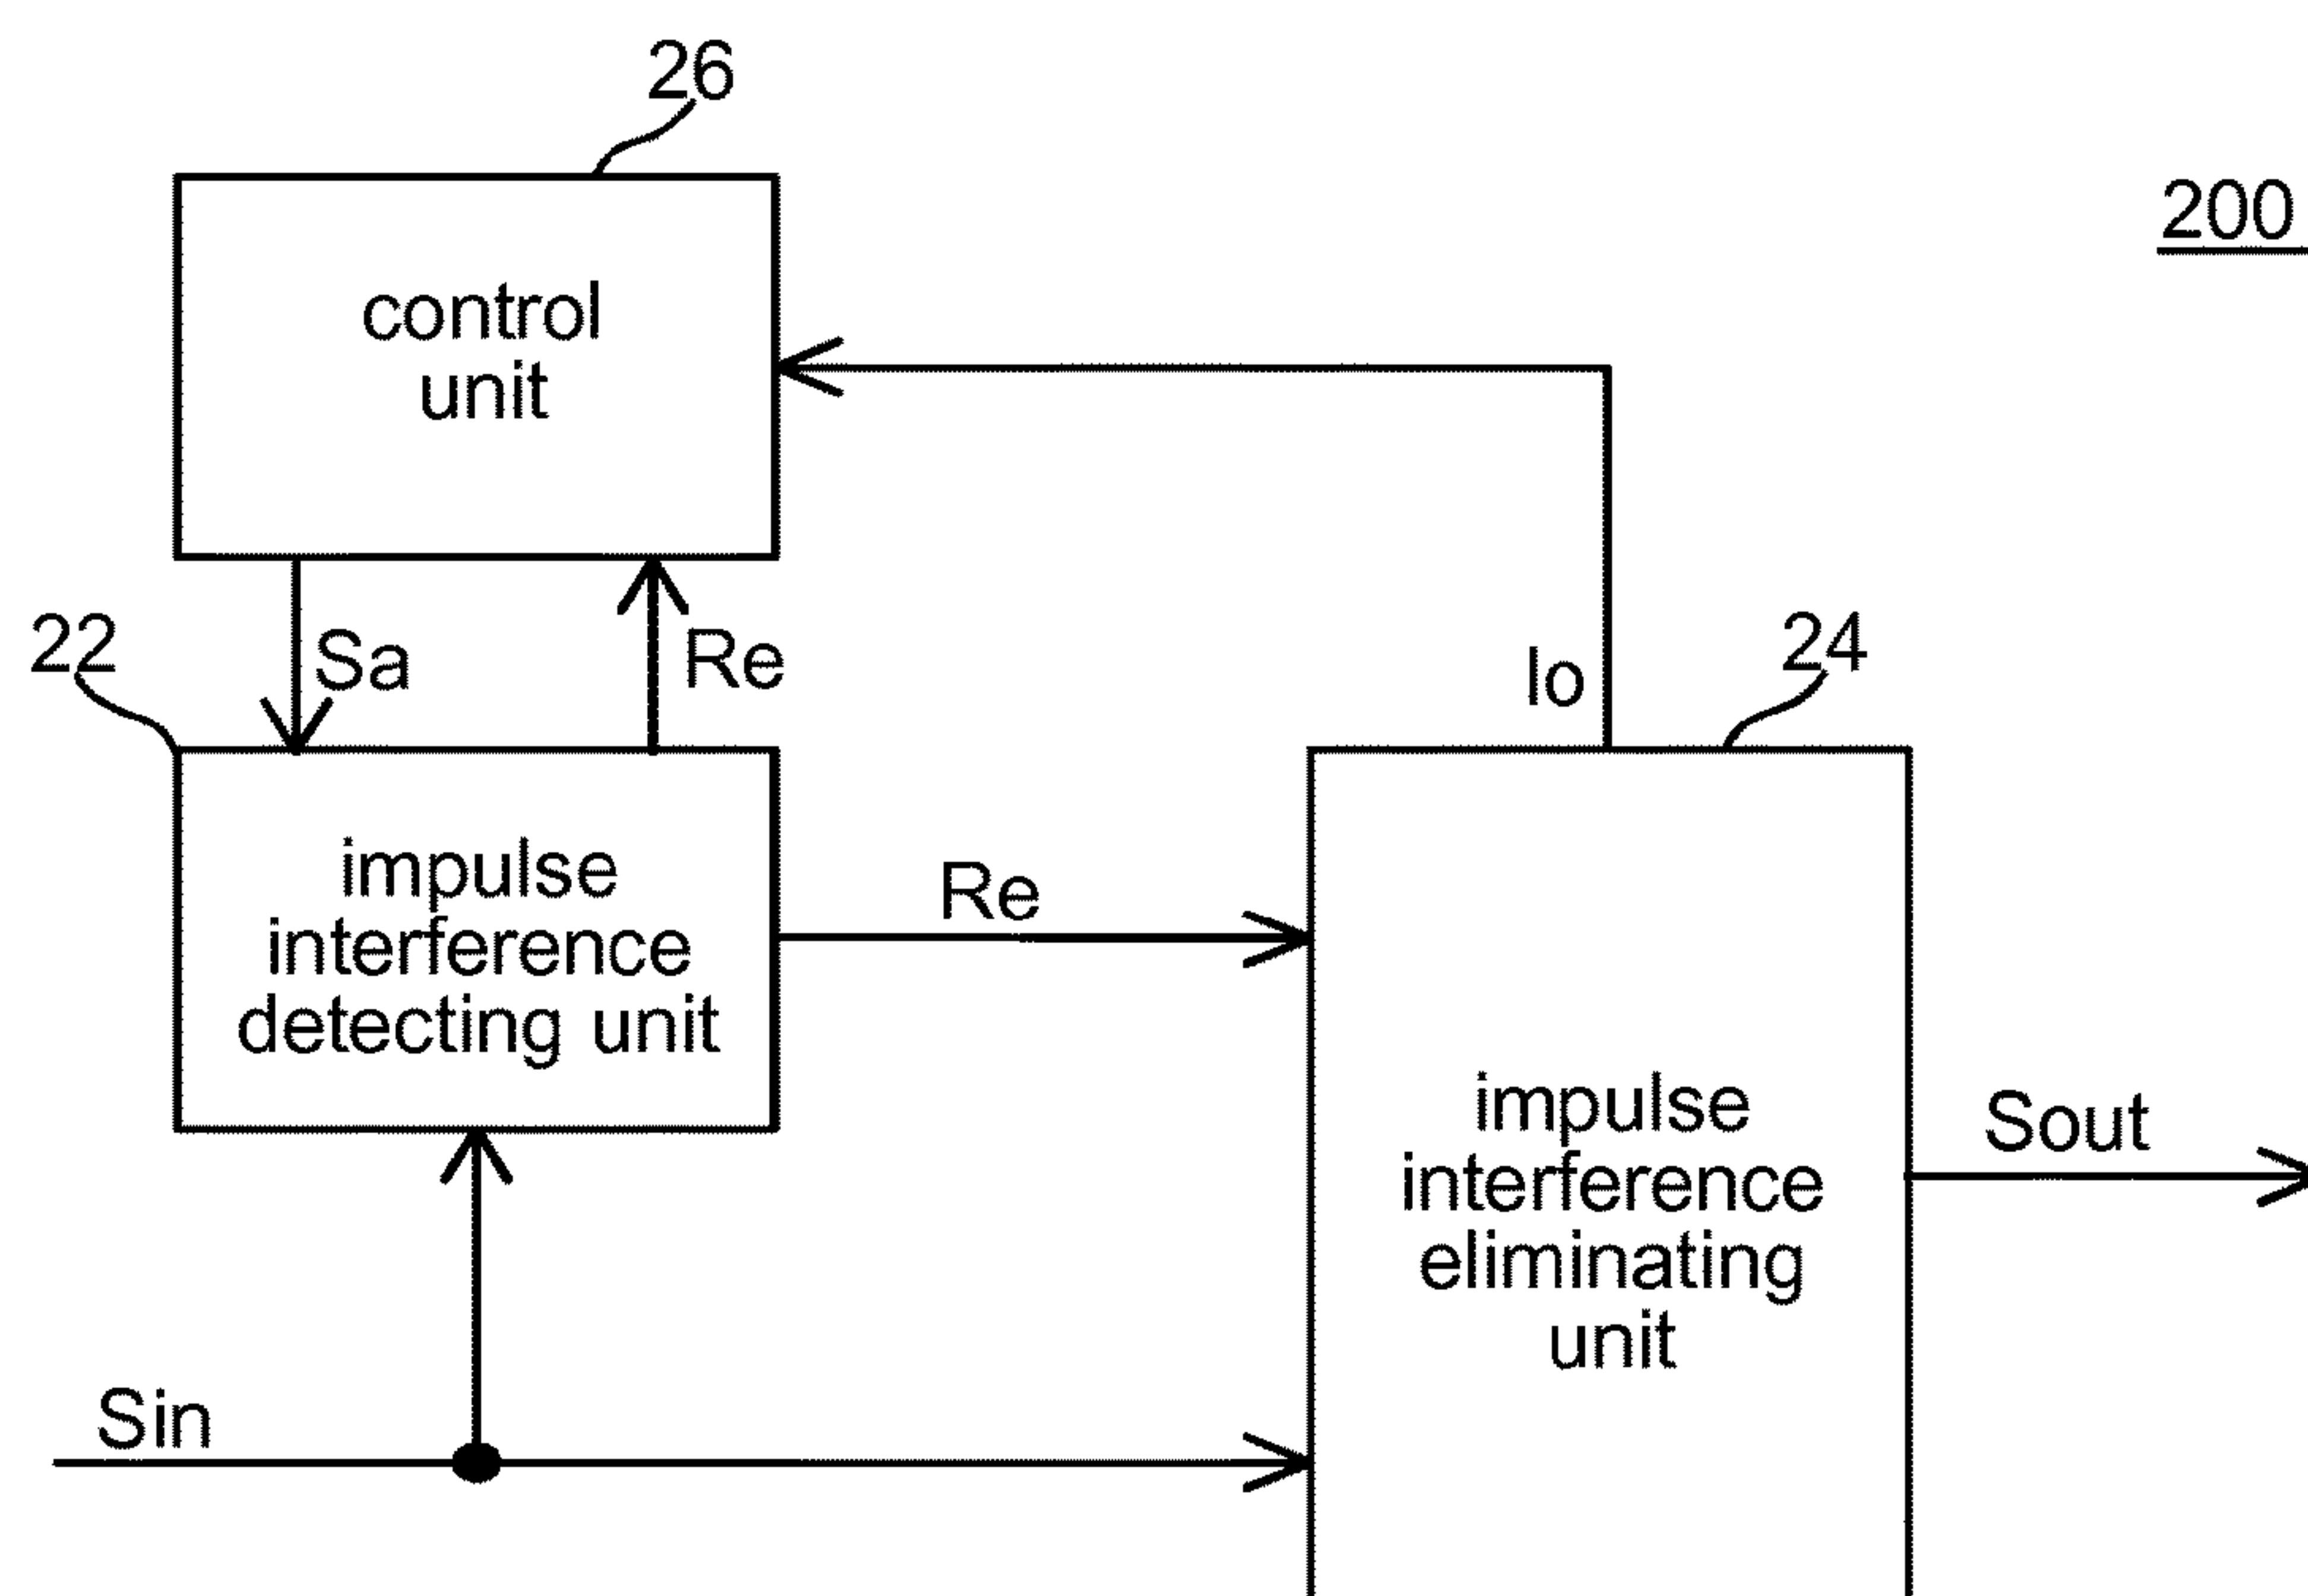 26
200
control
unit
22
Sa
Re
Io
24
impulse
interference
detecting unit
Re
impulse
interference
eliminating
unit
Sout
Sin